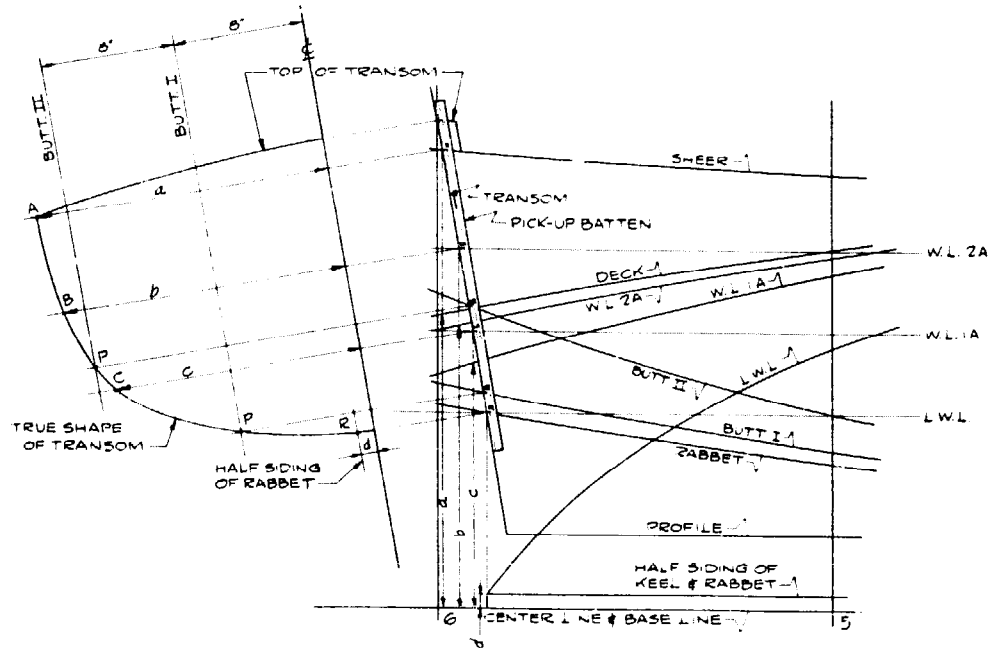 8"
8"
℄
BUTT II
BUTT I
TOP OF TRANSOM
A
a
B
b
P
C
c
P
R
d
TRUE SHAPE
OF TRANSOM
HALF SIDING
OF RABBET
SHEER
TRANSOM
PICK-UP BATTEN
DECK
W.L. 2A
W.L. 1A
W.L. 2A
W.L. 1A
BUTT II
L.W.L.
L.W.L.
BUTT I
RABBET
a
b
c
PROFILE
HALF SIDING OF
KEEL & RABBET
6
CENTER LINE & BASE LINE
5
d